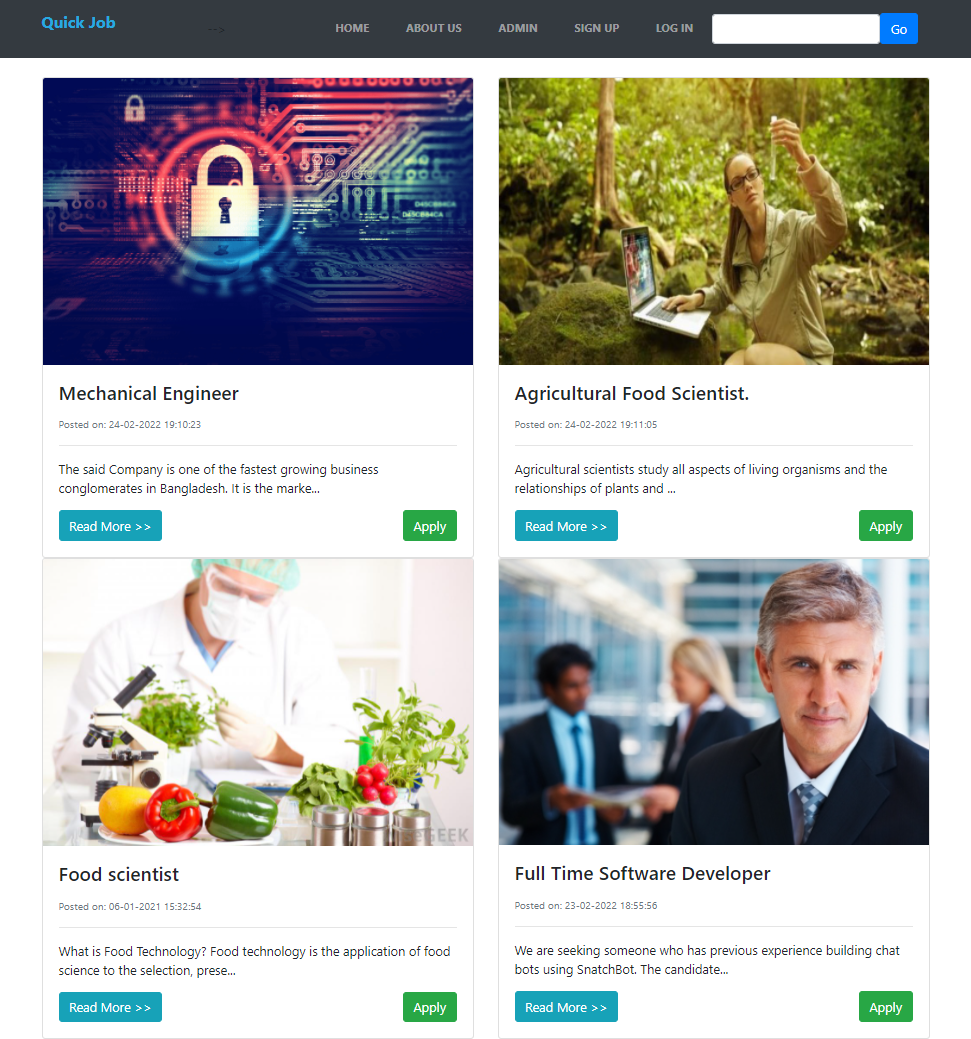 Quick Job
-->
HOME
ABOUT US
ADMIN
SIGN UP
LOG IN
Go
D45CB84CA
D45CB84CA
Mechanical Engineer
Posted on: 24-02-2022 19:10:23
The said Company is one of the fastest growing business
conglomerates in Bangladesh. It is the marke...
Read More >>
Apply
Agricultural Food Scientist.
Posted on: 24-02-2022 19:11:05
Agricultural scientists study all aspects of living organisms and the
relationships of plants and ...
Read More >>
Apply
GEEK
Food scientist
Posted on: 06-01-2021 15:32:54
What is Food Technology? Food technology is the application of food
science to the selection, prese...
Read More >>
Apply
Full Time Software Developer
Posted on: 23-02-2022 18:55:56
We are seeking someone who has previous experience building chat
bots using SnatchBot. The candidate...
Read More >>
Apply